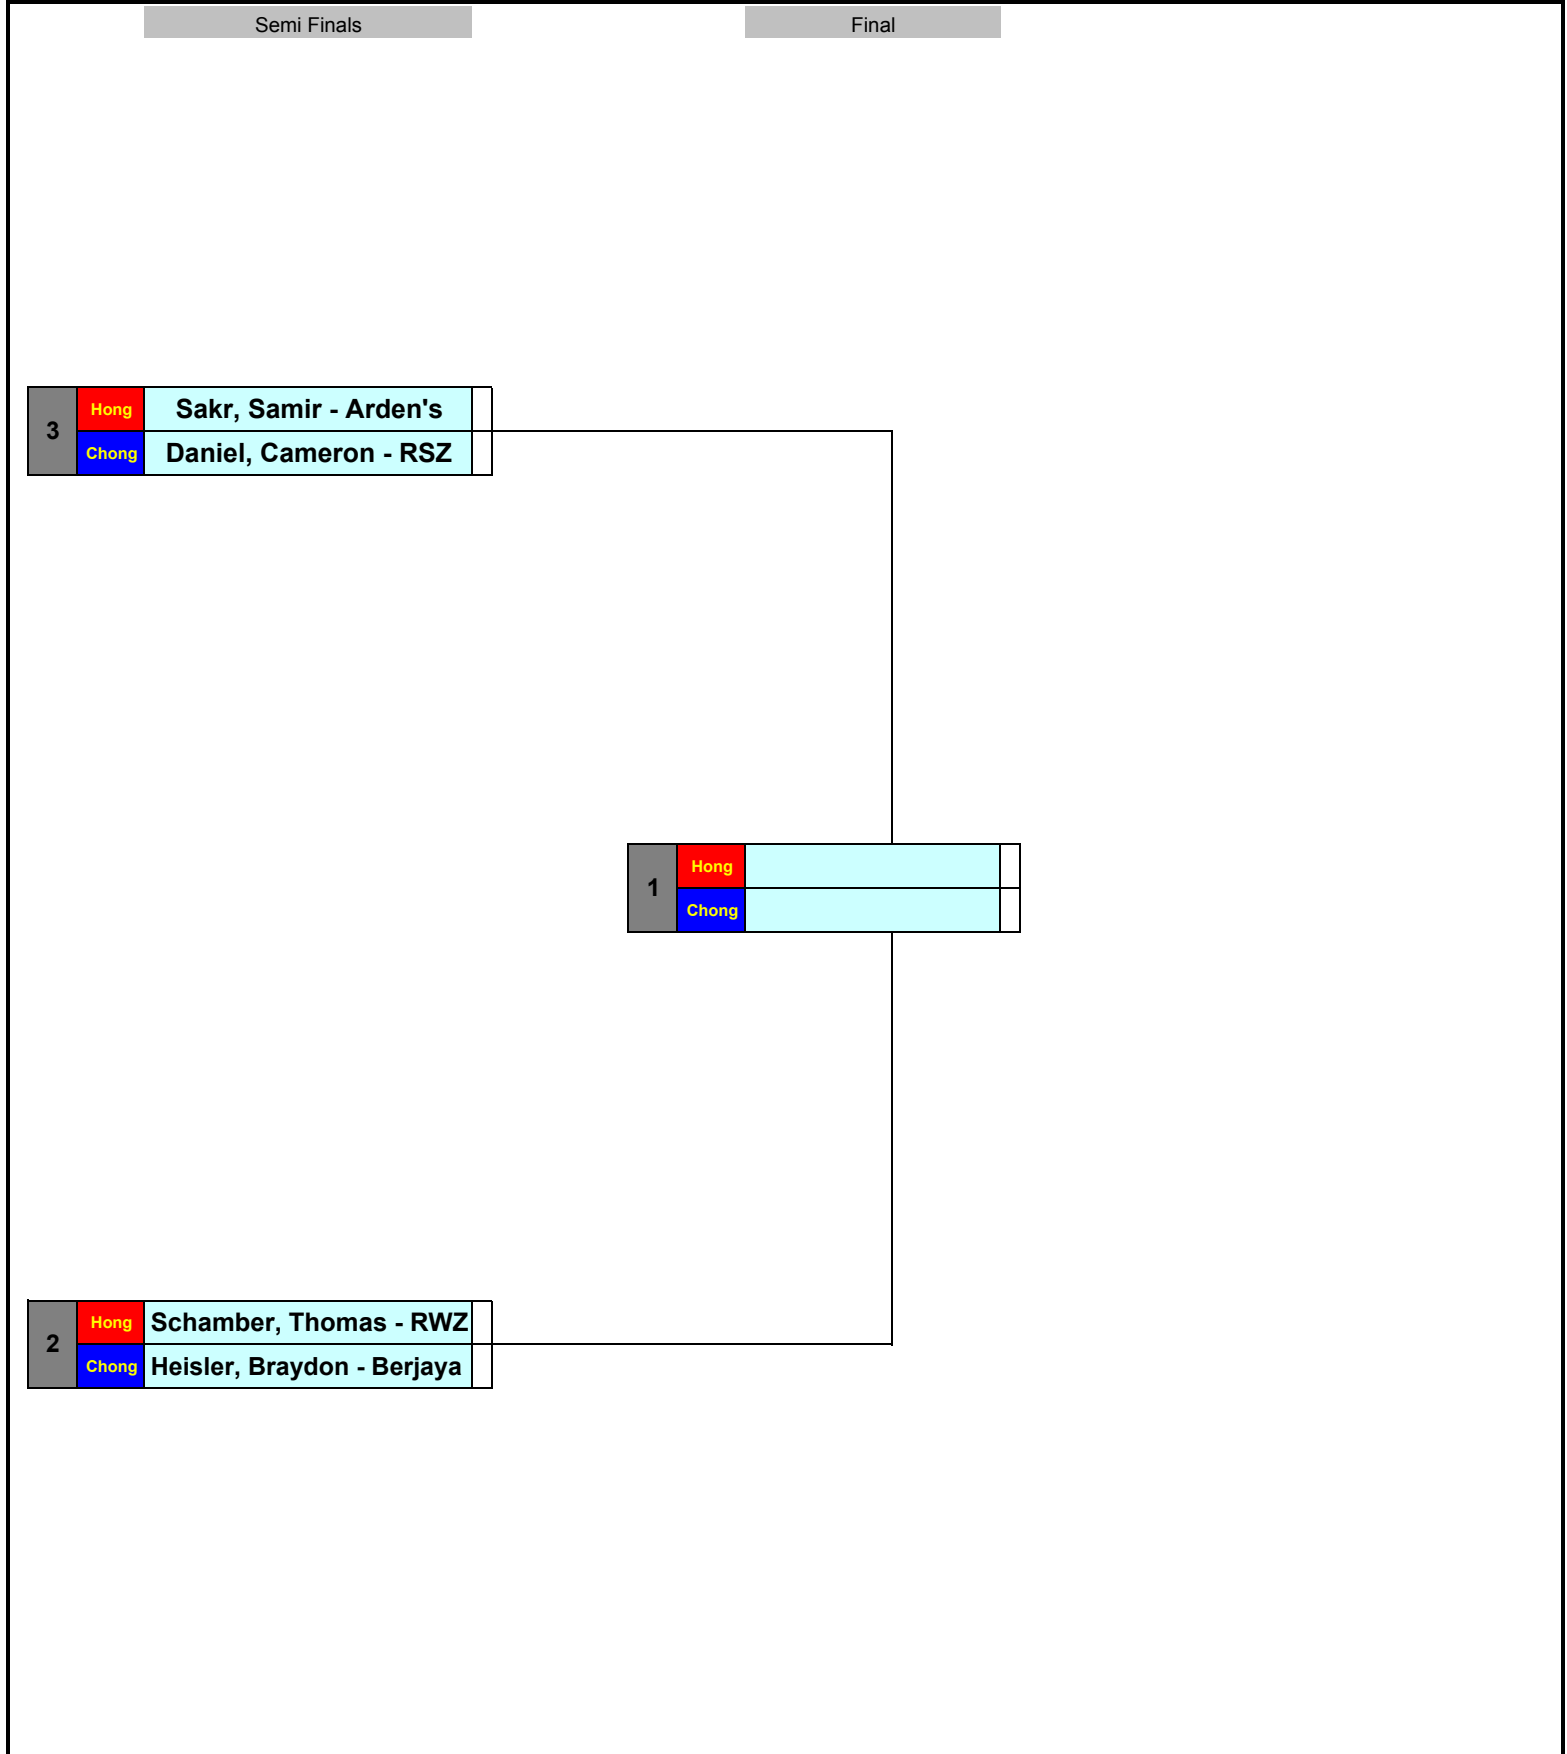 Semi Finals
Final
3
Hong
Sakr, Samir - Arden's
Chong
Daniel, Cameron - RSZ
1
Hong
Chong
2
Hong
Schamber, Thomas - RWZ
Chong
Heisler, Braydon - Berjaya